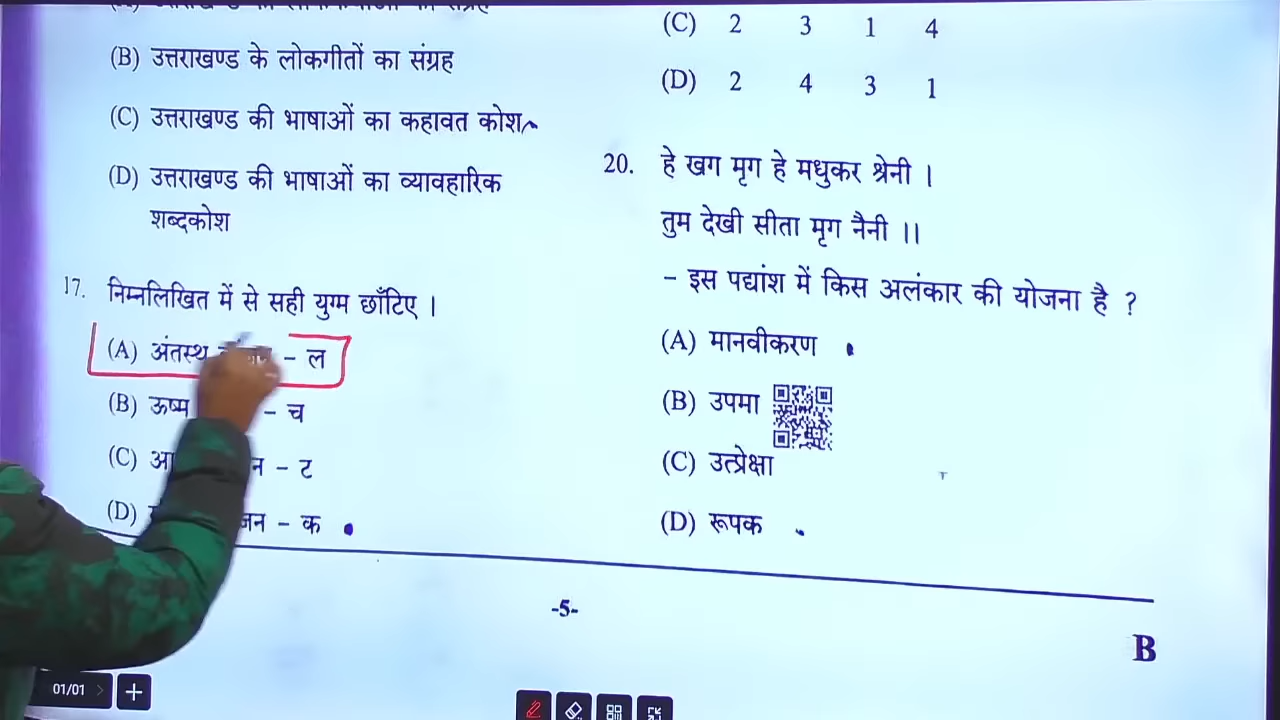 (B) उत्तराखण्ड के लोकगीतों का संग्रह
(C) उत्तराखण्ड की भाषाओं का कहावत कोश
(D) उत्तराखण्ड की भाषाओं का व्यावहारिक
शब्दकोश
17. निम्नलिखित में से सही युग्म छाँटिए ।
(A) अंतस्थ – ल
(B) ऊष्म – च
(C) – ट
(D) – क
(C) 2 3 1 4
(D) 2 4 3 1
20. हे खग मृग हे मधुकर श्रेनी ।
तुम देखी सीता मृग नैनी ।।
– इस पद्यांश में किस अलंकार की योजना है ?
(A) मानवीकरण
(B) उपमा
(C) उत्प्रेक्षा
(D) रूपक
-5-
B
01/01